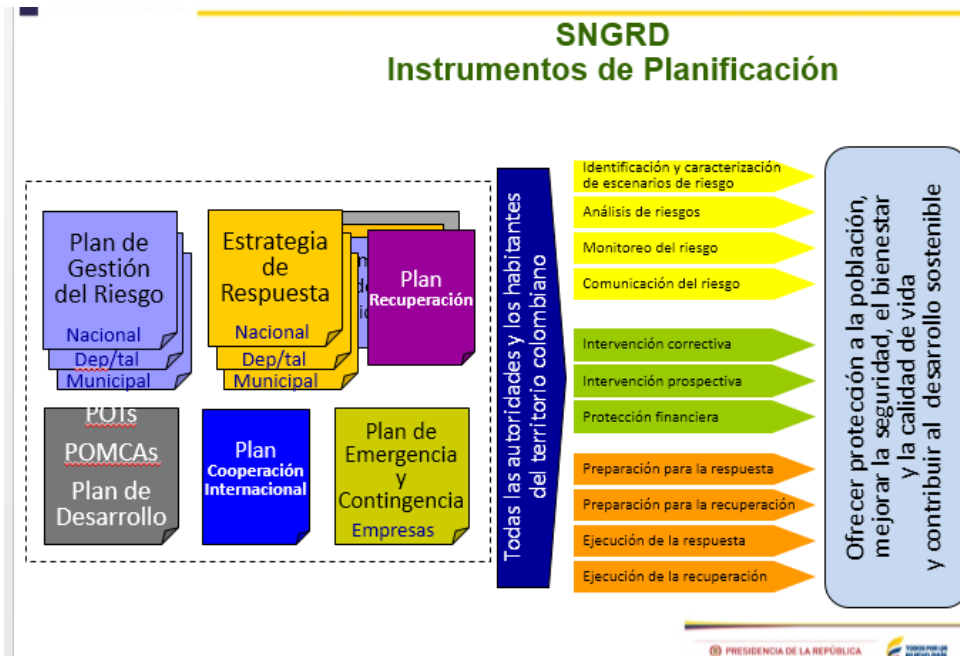 SNGRD
Instrumentos de Planificación
Plan de
Gestión
del Riesgo
Nacional
Dep/tal
Municipal
Estrategia
de
Respuesta
Nacional
Dep/tal
Municipal
Plan
Recuperación
POTs
POMCAs
Plan de
Desarrollo
Plan
Cooperación
Internacional
Plan de
Emergencia
y
Contingencia
Empresas
Todas las autoridades y los habitantes
del territorio colombiano
Identificación y caracterización
de escenarios de riesgo
Análisis de riesgos
Monitoreo del riesgo
Comunicación del riesgo
Intervención correctiva
Intervención prospectiva
Protección financiera
Preparación para la respuesta
Preparación para la recuperación
Ejecución de la respuesta
Ejecución de la recuperación
Ofrecer protección a la población,
mejorar la seguridad, el bienestar
y la calidad de vida
y contribuir al desarrollo sostenible
PRESIDENCIA DE LA REPÚBLICA
TODOS POR UN
NUEVO PAÍS